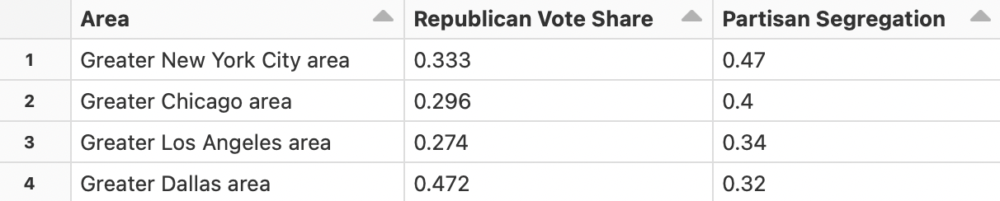 Area Republican Vote Share Partisan Segregation
1 Greater New York City area 0.333 0.47
2 Greater Chicago area 0.296 0.4
3 Greater Los Angeles area 0.274 0.34
4 Greater Dallas area 0.472 0.32